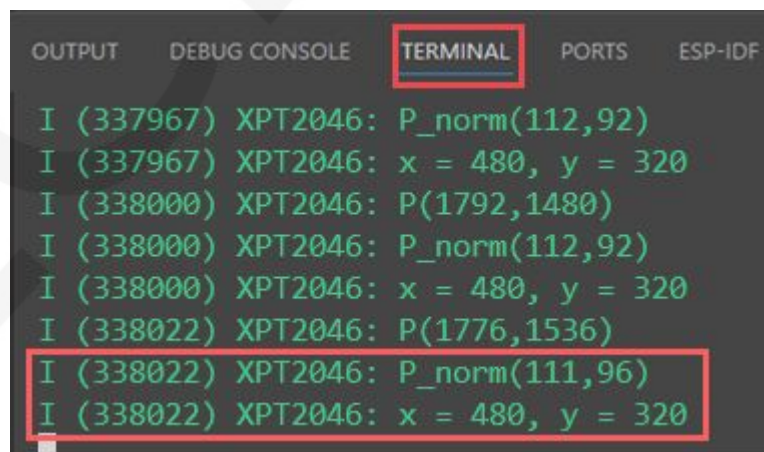 OUTPUT DEBUG CONSOLE TERMINAL PORTS ESP-IDF
I (337967) XPT2046: P_norm(112,92)
I (337967) XPT2046: x = 480, y = 320
I (338000) XPT2046: P(1792,1480)
I (338000) XPT2046: P_norm(112,92)
I (338000) XPT2046: x = 480, y = 320
I (338022) XPT2046: P(1776,1536)
I (338022) XPT2046: P_norm(111,96)
I (338022) XPT2046: x = 480, y = 320